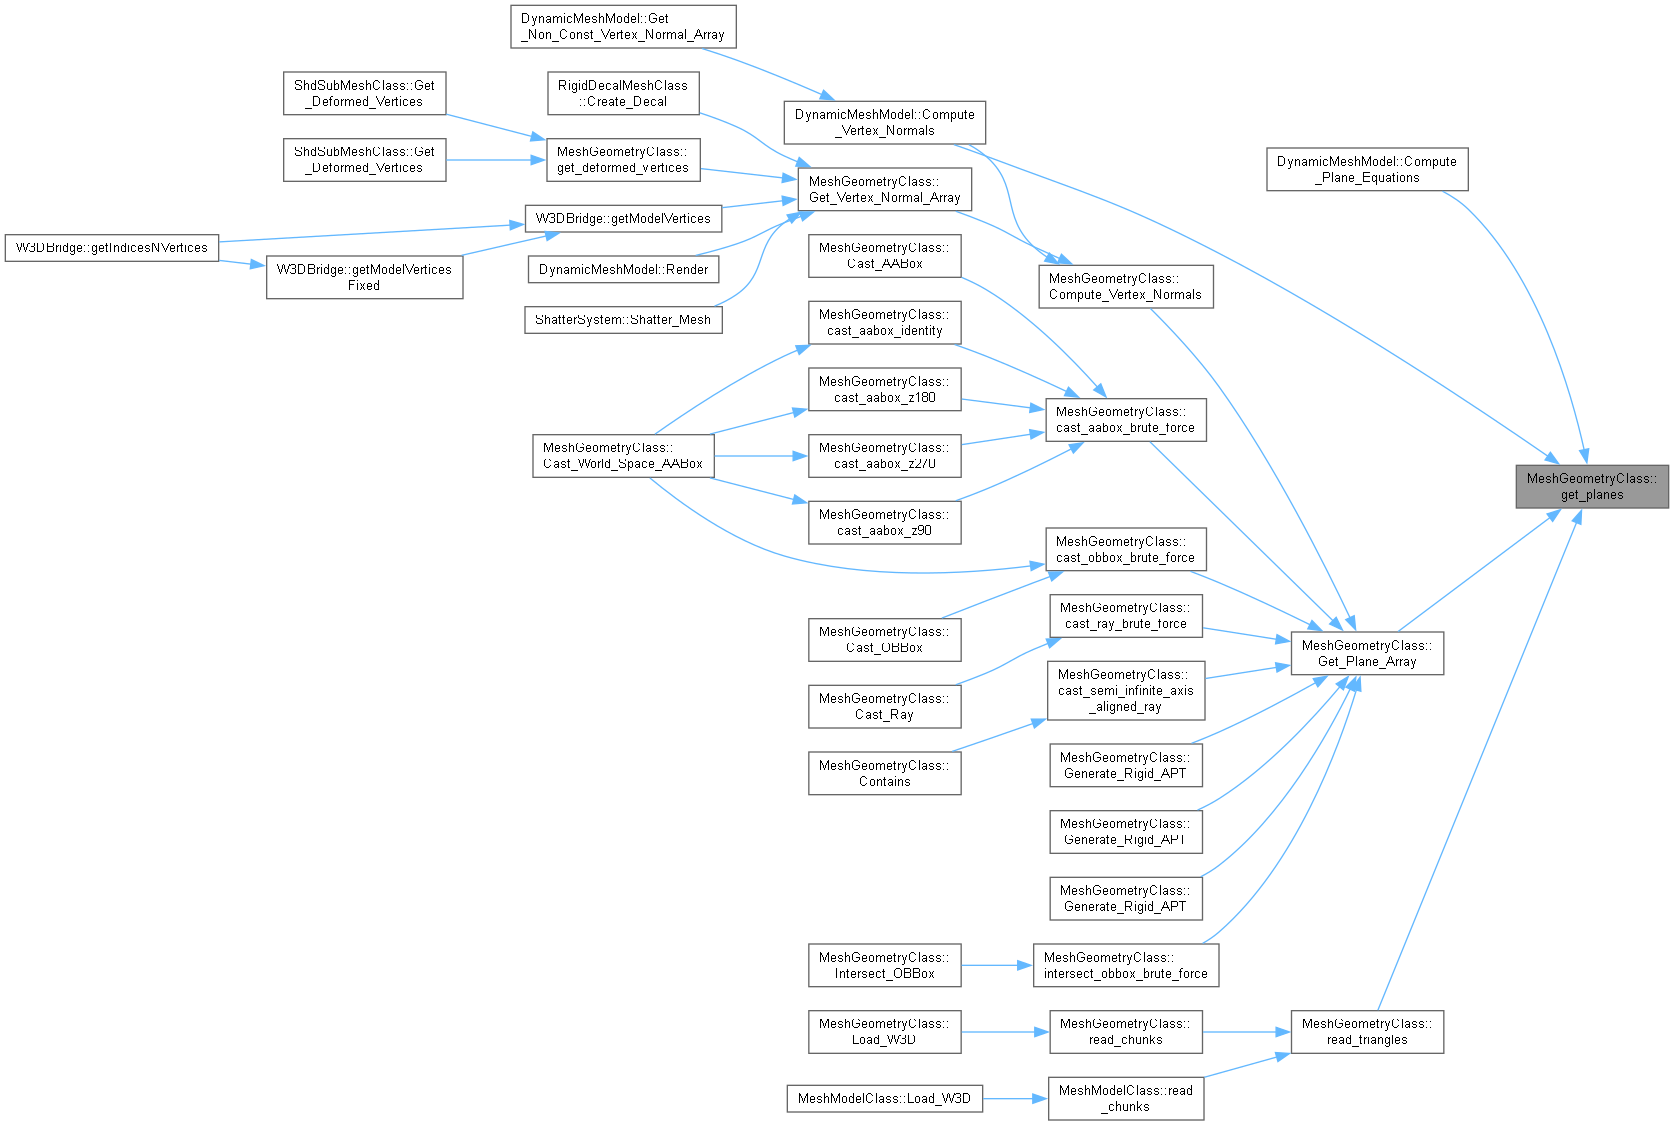 DynamicMeshModel::Get
_Non_Const_Vertex_Normal_Array
ShdSubMeshClass::Get
_Deformed_Vertices
RigidDecalMeshClass
::Create_Decal
DynamicMeshModel::Compute
_Vertex_Normals
ShdSubMeshClass::Get
_Deformed_Vertices
MeshGeometryClass::
get_deformed_vertices
DynamicMeshModel::Compute
_Plane_Equations
MeshGeometryClass::
Get_Vertex_Normal_Array
W3DBridge::getModelVertices
W3DBridge::getIndicesNVertices
W3DBridge::getModelVertices
Fixed
DynamicMeshModel::Render
MeshGeometryClass::
Cast_AABox
MeshGeometryClass::
Compute_Vertex_Normals
ShatterSystem::Shatter_Mesh
MeshGeometryClass::
cast_aabox_identity
MeshGeometryClass::
cast_aabox_z180
MeshGeometryClass::
cast_aabox_brute_force
MeshGeometryClass::
Cast_World_Space_AABox
MeshGeometryClass::
cast_aabox_z270
MeshGeometryClass::
get_planes
MeshGeometryClass::
cast_aabox_z90
MeshGeometryClass::
cast_obbox_brute_force
MeshGeometryClass::
cast_ray_brute_force
MeshGeometryClass::
Cast_OBBox
MeshGeometryClass::
Get_Plane_Array
MeshGeometryClass::
cast_semi_infinite_axis
_aligned_ray
MeshGeometryClass::
Cast_Ray
MeshGeometryClass::
Contains
MeshGeometryClass::
Generate_Rigid_APT
MeshGeometryClass::
Generate_Rigid_APT
MeshGeometryClass::
Generate_Rigid_APT
MeshGeometryClass::
Intersect_OBBox
MeshGeometryClass::
intersect_obbox_brute_force
MeshGeometryClass::
Load_W3D
MeshGeometryClass::
read_chunks
MeshGeometryClass::
read_triangles
MeshModelClass::Load_W3D
MeshModelClass::read
_chunks